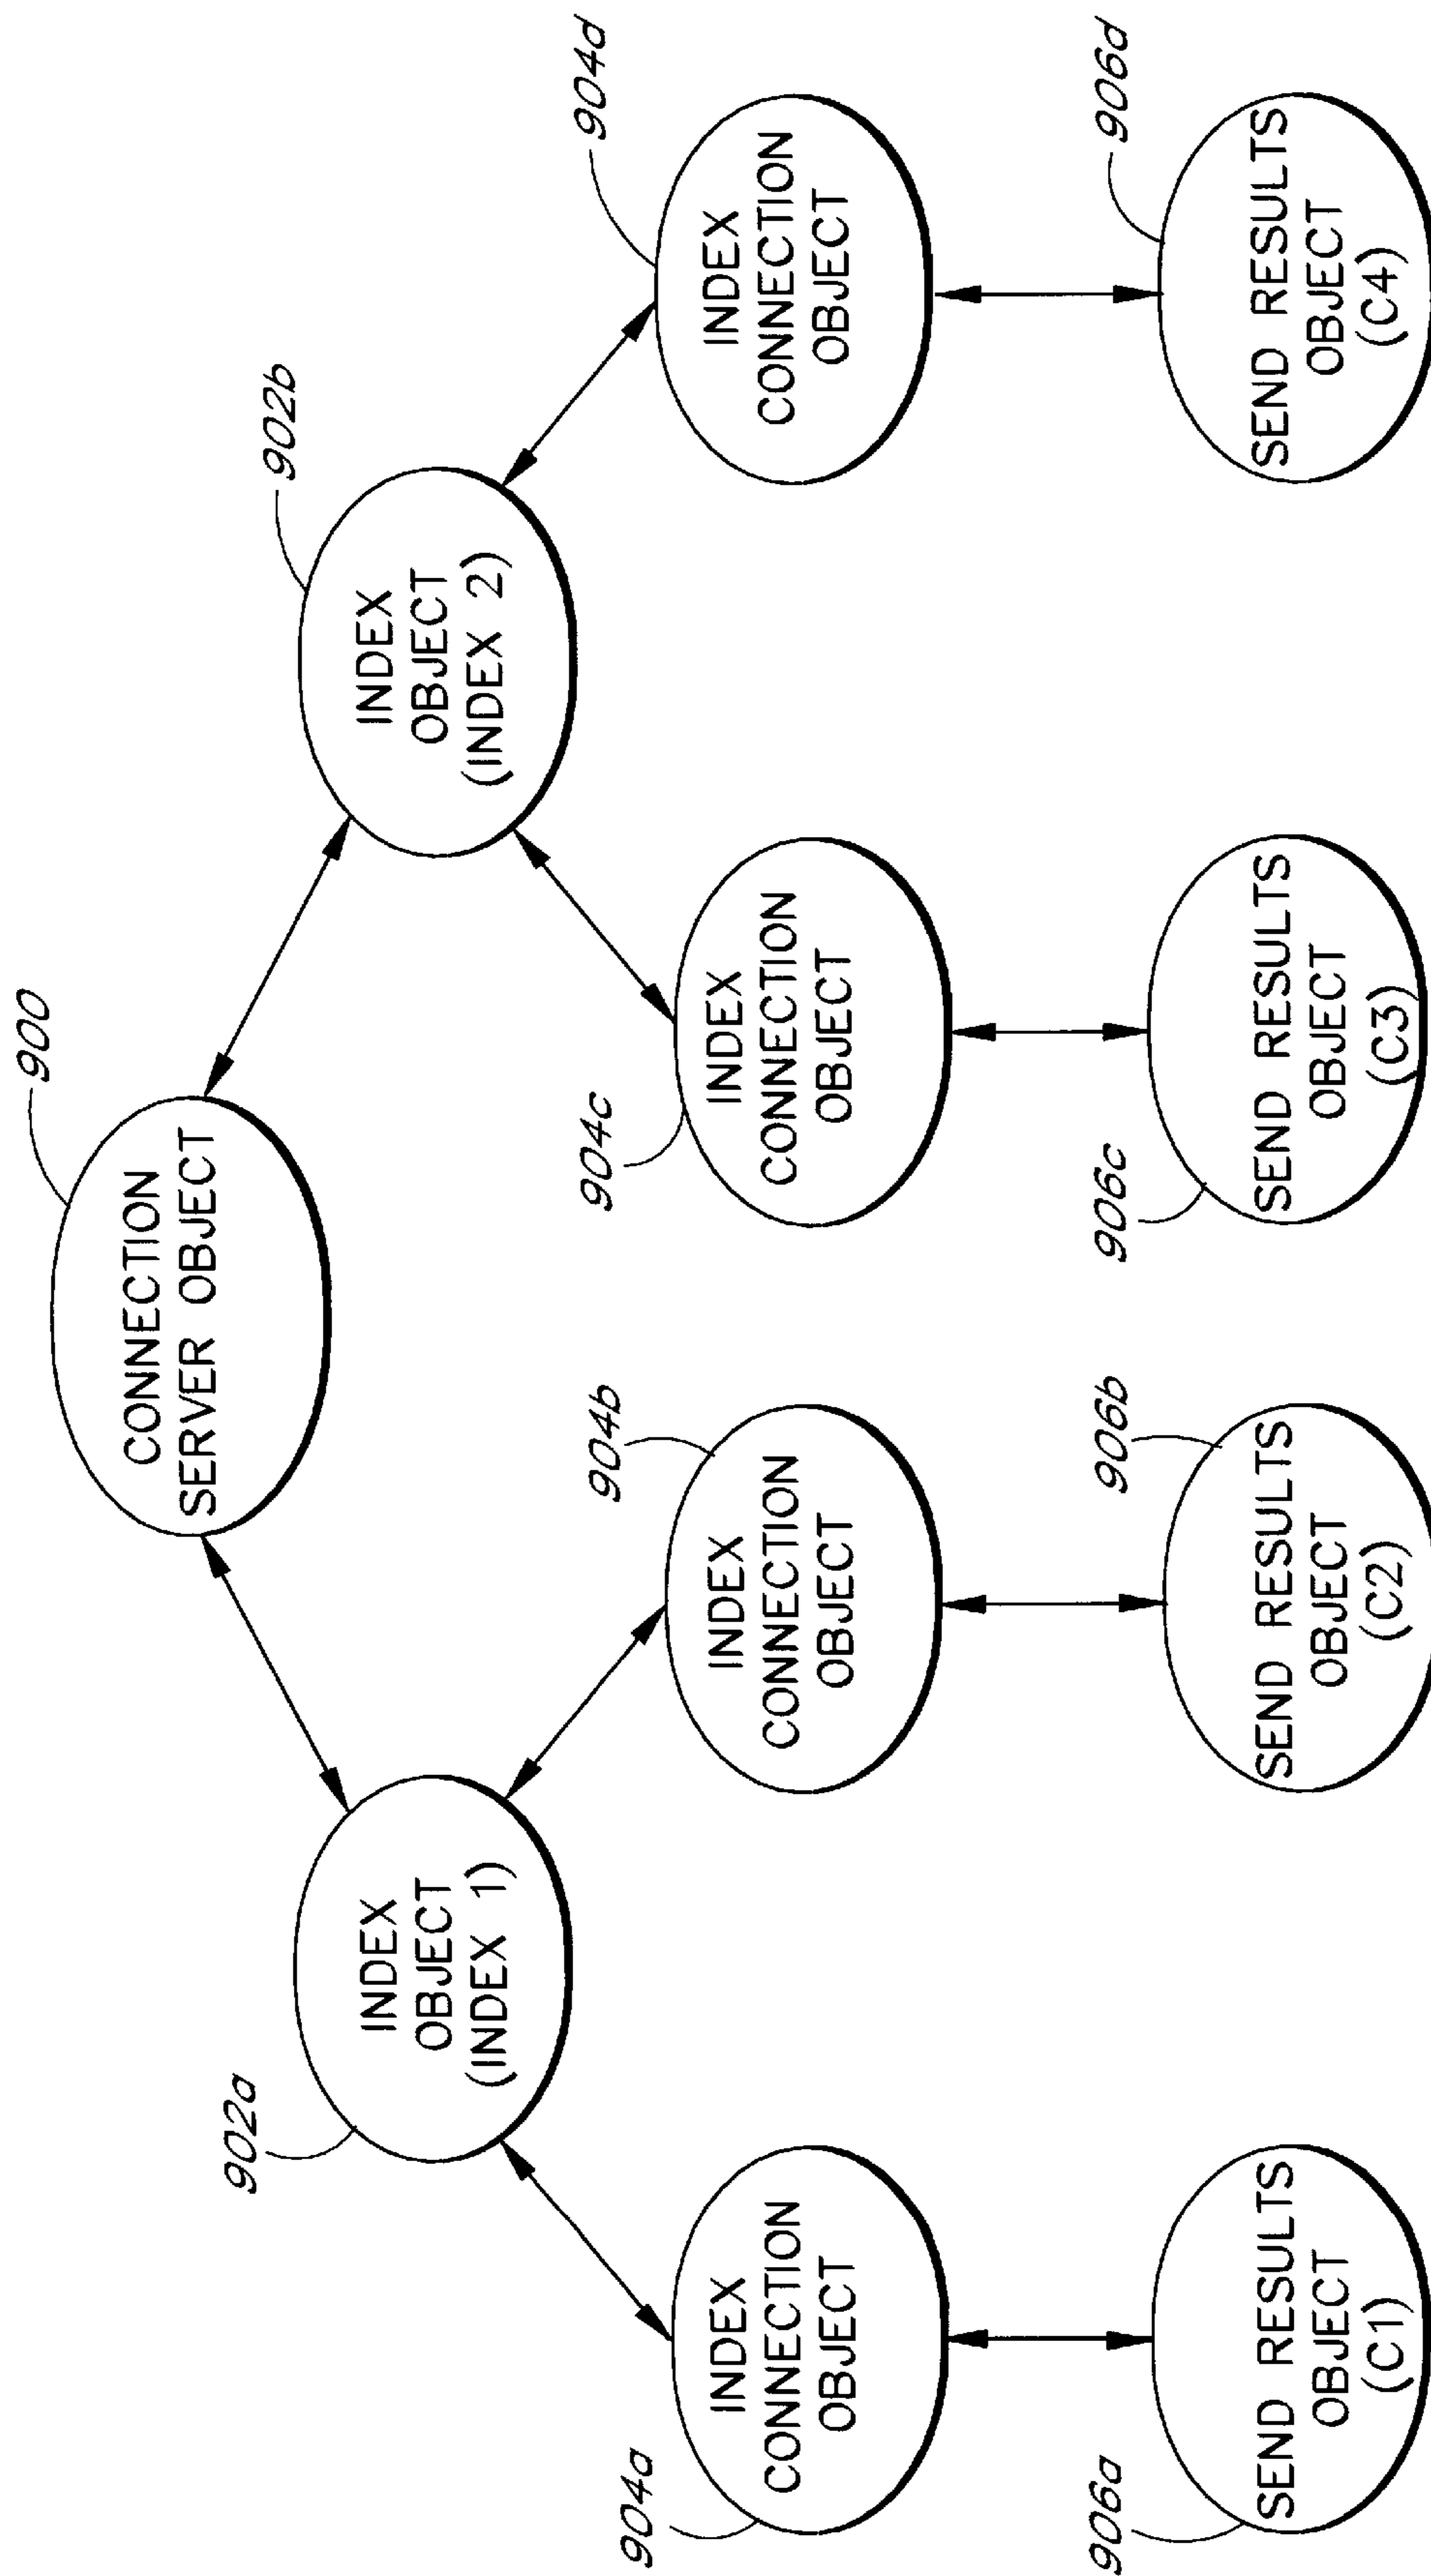 900
CONNECTION
SERVER OBJECT
902a
INDEX
OBJECT
(INDEX 1)
902b
INDEX
OBJECT
(INDEX 2)
904a
INDEX
CONNECTION
OBJECT
904b
INDEX
CONNECTION
OBJECT
904c
INDEX
CONNECTION
OBJECT
904d
INDEX
CONNECTION
OBJECT
906a
SEND RESULTS
OBJECT
(C1)
906b
SEND RESULTS
OBJECT
(C2)
906c
SEND RESULTS
OBJECT
(C3)
906d
SEND RESULTS
OBJECT
(C4)